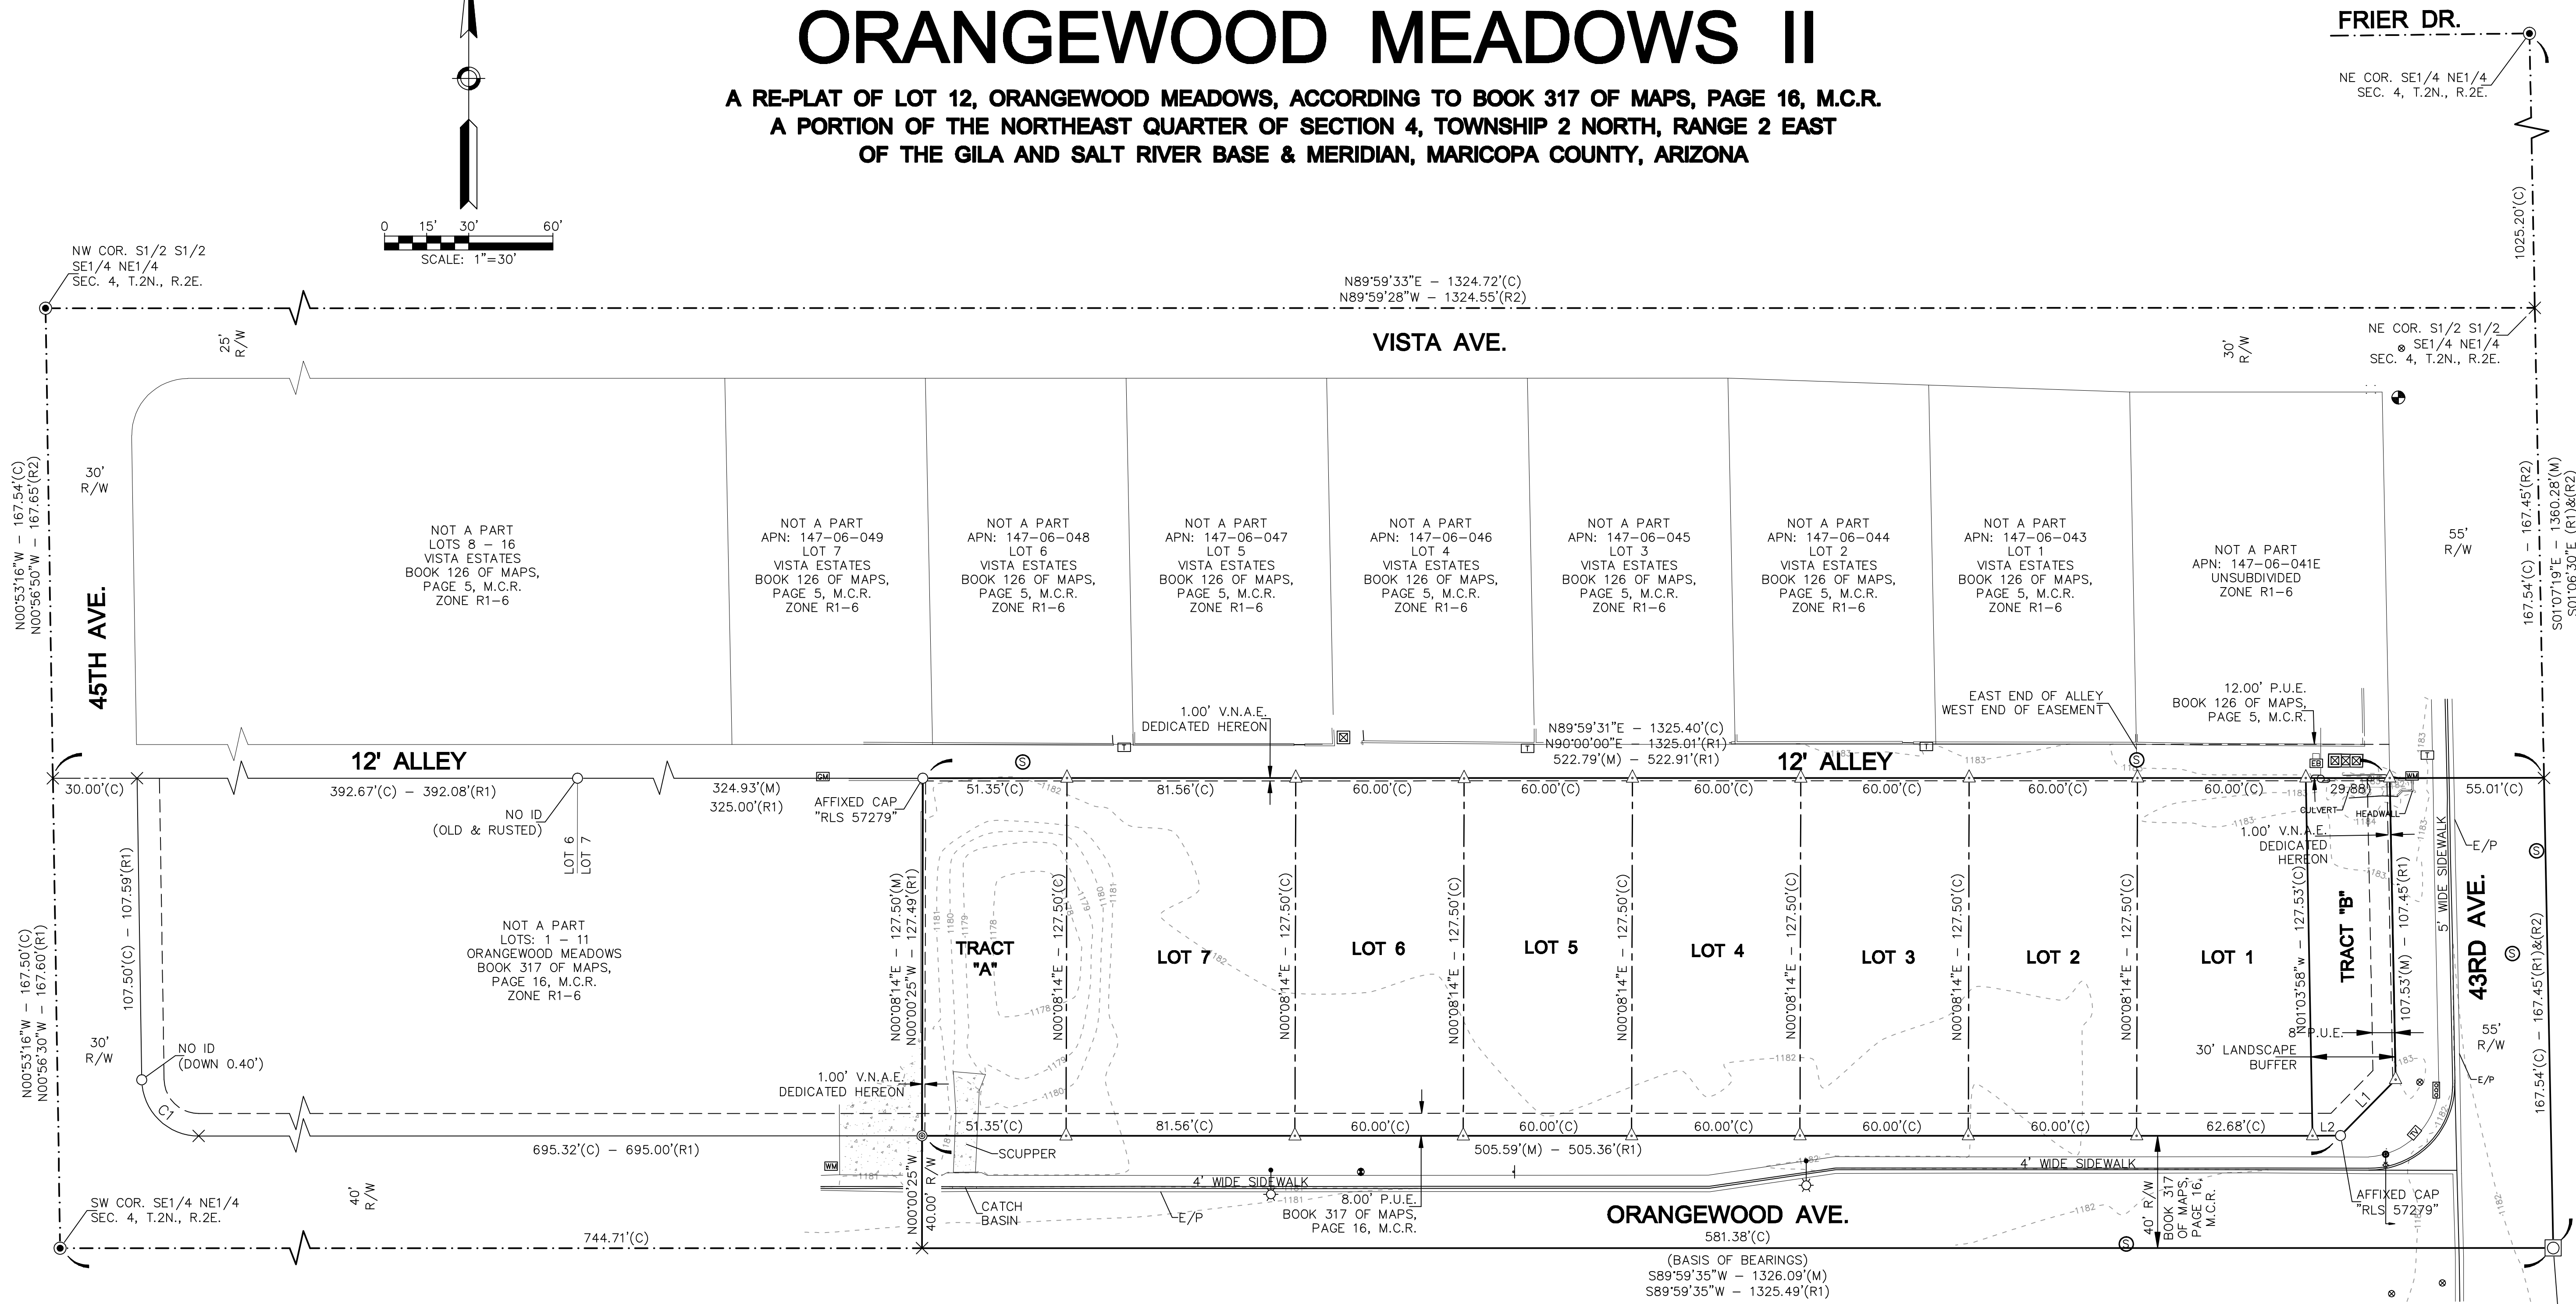 ORANGEWOOD MEADOWS II
A RE-PLAT OF LOT 12, ORANGEWOOD MEADOWS, ACCORDING TO BOOK 317 OF MAPS, PAGE 16, M.C.R.
A PORTION OF THE NORTHEAST QUARTER OF SECTION 4, TOWNSHIP 2 NORTH, RANGE 2 EAST
OF THE GILA AND SALT RIVER BASE & MERIDIAN, MARICOPA COUNTY, ARIZONA
FRIER DR.
NE COR. SE1/4 NE1/4
SEC. 4, T.2N., R.2E.
1025.20'(C)
0 15' 30' 60'
SCALE: 1"=30'
NW COR. S1/2 S1/2
SE1/4 NE1/4
SEC. 4, T.2N., R.2E.
N89°59'33"E - 1324.72'(C)
N89°59'28"W - 1324.55'(R2)
25'
R/W
VISTA AVE.
30'
R/W
NE COR. S1/2 S1/2
SE1/4 NE1/4
SEC. 4, T.2N., R.2E.
N00°53'16"W - 167.54'(C)
N00°56'50"W - 167.65'(R2)
30'
R/W
45TH AVE.
NOT A PART
LOTS 8 - 16
VISTA ESTATES
BOOK 126 OF MAPS,
PAGE 5, M.C.R.
ZONE R1-6
NOT A PART
APN: 147-06-049
LOT 7
VISTA ESTATES
BOOK 126 OF MAPS,
PAGE 5, M.C.R.
ZONE R1-6
NOT A PART
APN: 147-06-048
LOT 6
VISTA ESTATES
BOOK 126 OF MAPS,
PAGE 5, M.C.R.
ZONE R1-6
NOT A PART
APN: 147-06-047
LOT 5
VISTA ESTATES
BOOK 126 OF MAPS,
PAGE 5, M.C.R.
ZONE R1-6
NOT A PART
APN: 147-06-046
LOT 4
VISTA ESTATES
BOOK 126 OF MAPS,
PAGE 5, M.C.R.
ZONE R1-6
NOT A PART
APN: 147-06-045
LOT 3
VISTA ESTATES
BOOK 126 OF MAPS,
PAGE 5, M.C.R.
ZONE R1-6
NOT A PART
APN: 147-06-044
LOT 2
VISTA ESTATES
BOOK 126 OF MAPS,
PAGE 5, M.C.R.
ZONE R1-6
NOT A PART
APN: 147-06-043
LOT 1
VISTA ESTATES
BOOK 126 OF MAPS,
PAGE 5, M.C.R.
ZONE R1-6
NOT A PART
APN: 147-06-041E
UNSUBDIVIDED
ZONE R1-6
55'
R/W
167.54'(C) - 167.45'(R2)
S01°07'19"E - 1360.28'(M)
S01°06'30"E (R1)&(R2)
1.00' V.N.A.E.
DEDICATED HEREON
N89°59'31"E - 1325.40'(C)
N90°00'00"E - 1325.01'(R1)
522.79'(M) - 522.91'(R1)
EAST END OF ALLEY
WEST END OF EASEMENT
12.00' P.U.E.
BOOK 126 OF MAPS,
PAGE 5, M.C.R.
12' ALLEY
12' ALLEY
T
T
T
T
S
S
EB
WM
CM
30.00'(C)
392.67'(C) - 392.08'(R1)
324.93'(M)
325.00'(R1)
51.35'(C)
81.56'(C)
60.00'(C)
60.00'(C)
60.00'(C)
60.00'(C)
60.00'(C)
60.00'(C)
29.88'
55.01'(C)
NO ID
(OLD & RUSTED)
AFFIXED CAP
"RLS 57279"
LOT 6
LOT 7
CULVERT
HEADWALL
1.00' V.N.A.E.
DEDICATED
HEREON
5' WIDE SIDEWALK
E/P
S
43RD AVE.
S
107.50'(C) - 107.59'(R1)
N00°53'16"W - 167.50'(C)
N00°56'30"W - 167.60'(R1)
NOT A PART
LOTS: 1 - 11
ORANGEWOOD MEADOWS
BOOK 317 OF MAPS,
PAGE 16, M.C.R.
ZONE R1-6
N00°08'14"E - 127.50'(M)
N00°00'25"W - 127.49'(R1)
TRACT
"A"
N00°08'14"E - 127.50'(C)
LOT 7
N00°08'14"E - 127.50'(C)
LOT 6
N00°08'14"E - 127.50'(C)
LOT 5
N00°08'14"E - 127.50'(C)
LOT 4
N00°08'14"E - 127.50'(C)
LOT 3
N00°08'14"E - 127.50'(C)
LOT 2
N00°08'14"E - 127.50'(C)
LOT 1
N01°03'58"w - 127.53'(C)
TRACT "B"
107.53'(M) - 107.45'(R1)
167.54'(C) - 167.45'(R1)&(R2)
1182
1183
1183
1183
1183
1183
1183
1181
1180
1179
1178
1178
1179
1180
1181
1182
1178
1179
1180
1182
1182
30'
R/W
NO ID
(DOWN 0.40')
C1
1.00' V.N.A.E.
DEDICATED HEREON
8' P.U.E.
30' LANDSCAPE
BUFFER
L1
L2
55'
R/W
E/P
695.32'(C) - 695.00'(R1)
51.35'(C)
81.56'(C)
60.00'(C)
60.00'(C)
60.00'(C)
60.00'(C)
60.00'(C)
62.68'(C)
505.59'(M) - 505.36'(R1)
SCUPPER
WM
TV
1181
1181
1182
1182
1182
4' WIDE SIDEWALK
4' WIDE SIDEWALK
40'
R/W
SW COR. SE1/4 NE1/4
SEC. 4, T.2N., R.2E.
N00°00'25"W
40.00' R/W
CATCH
BASIN
E/P
8.00' P.U.E.
BOOK 317 OF MAPS,
PAGE 16, M.C.R.
ORANGEWOOD AVE.
40' R/W
BOOK 317
OF MAPS,
PAGE 16,
M.C.R.
AFFIXED CAP
"RLS 57279"
S
744.71'(C)
581.38'(C)
(BASIS OF BEARINGS)
S89°59'35"W - 1326.09'(M)
S89°59'35"W - 1325.49'(R1)